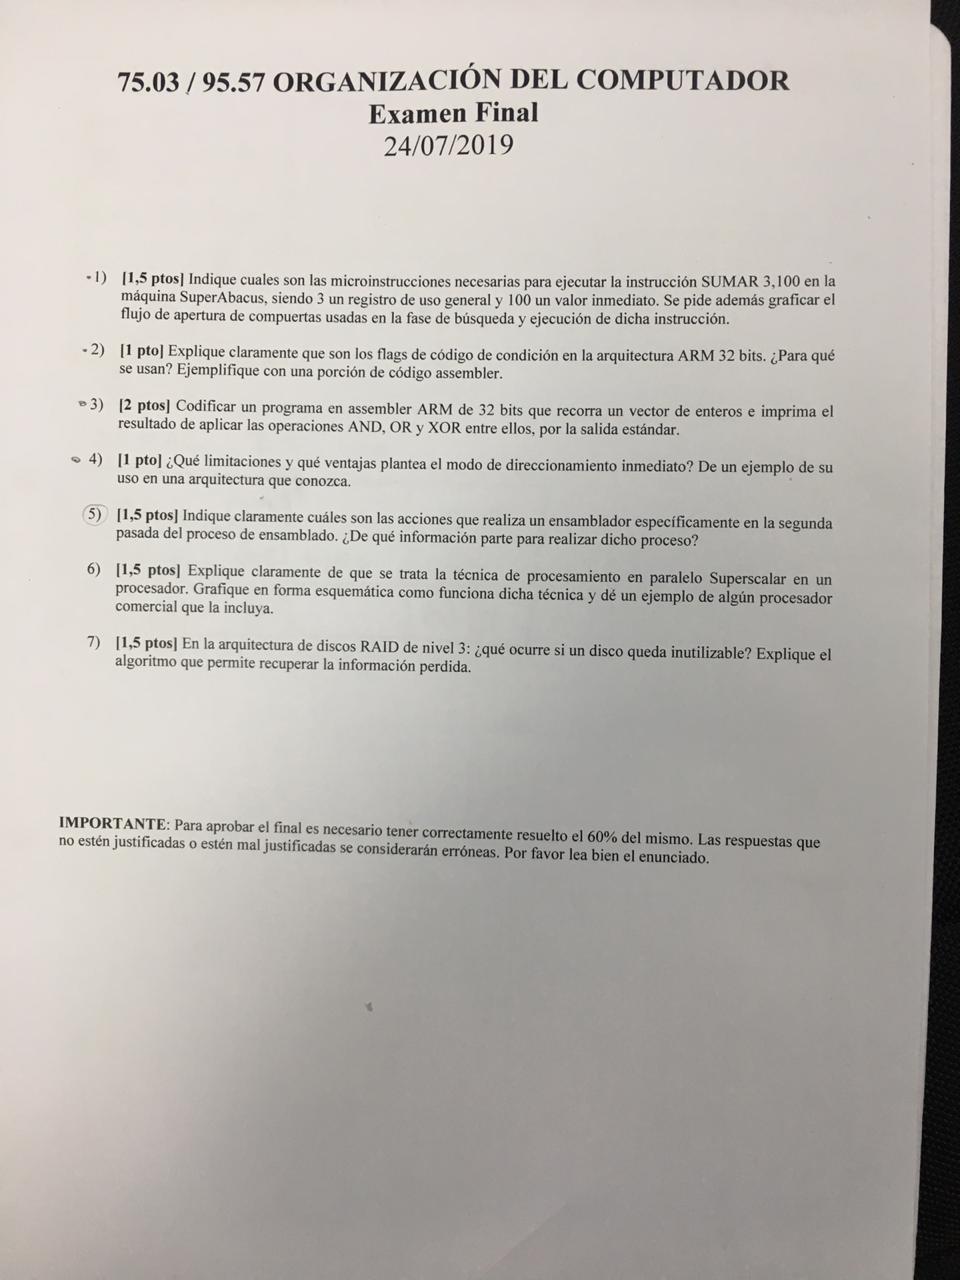 75.03 / 95.57 ORGANIZACIÓN DEL COMPUTADOR
Examen Final
24/07/2019
1) [1,5 ptos] Indique cuales son las microinstrucciones necesarias para ejecutar la instrucción SUMAR 3,100 en la
máquina SuperAbacus, siendo 3 un registro de uso general y 100 un valor inmediato. Se pide además graficar el
flujo de apertura de compuertas usadas en la fase de búsqueda y ejecución de dicha instrucción.
2) [1 pto] Explique claramente que son los flags de código de condición en la arquitectura ARM 32 bits. ¿Para qué
se usan? Ejemplifique con una porción de código assembler.
3) [2 ptos] Codificar un programa en assembler ARM de 32 bits que recorra un vector de enteros e imprima el
resultado de aplicar las operaciones AND, OR y XOR entre ellos, por la salida estándar.
4) [1 pto] ¿Qué limitaciones y qué ventajas plantea el modo de direccionamiento inmediato? De un ejemplo de su
uso en una arquitectura que conozca.
5) [1,5 ptos] Indique claramente cuáles son las acciones que realiza un ensamblador específicamente en la segunda
pasada del proceso de ensamblado. ¿De qué información parte para realizar dicho proceso?
6) [1,5 ptos] Explique claramente de que se trata la técnica de procesamiento en paralelo Superscalar en un
procesador. Grafique en forma esquemática como funciona dicha técnica y dé un ejemplo de algún procesador
comercial que la incluya.
7) [1,5 ptos] En la arquitectura de discos RAID de nivel 3: ¿qué ocurre si un disco queda inutilizable? Explique el
algoritmo que permite recuperar la información perdida.
IMPORTANTE: Para aprobar el final es necesario tener correctamente resuelto el 60% del mismo. Las respuestas que
no estén justificadas o estén mal justificadas se considerarán erróneas. Por favor lea bien el enunciado.